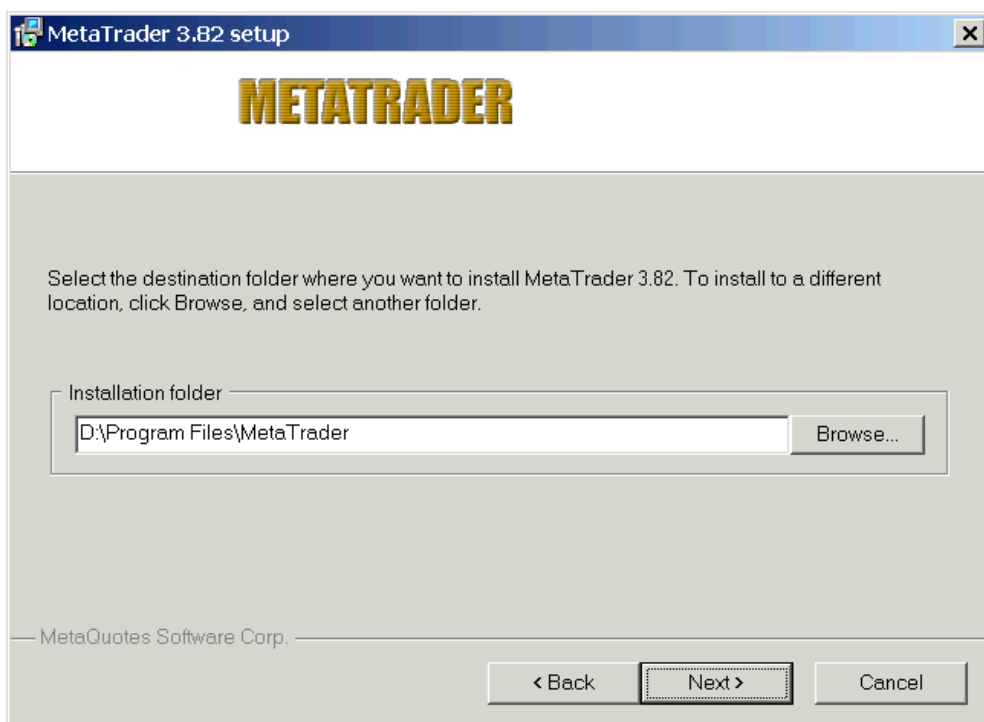 MetaTrader 3.82 setup
METATRADER
Select the destination folder where you want to install MetaTrader 3.82. To install to a different
location, click Browse, and select another folder.
Installation folder
D:\Program Files\MetaTrader
Browse...
MetaQuotes Software Corp.
< Back
Next >
Cancel